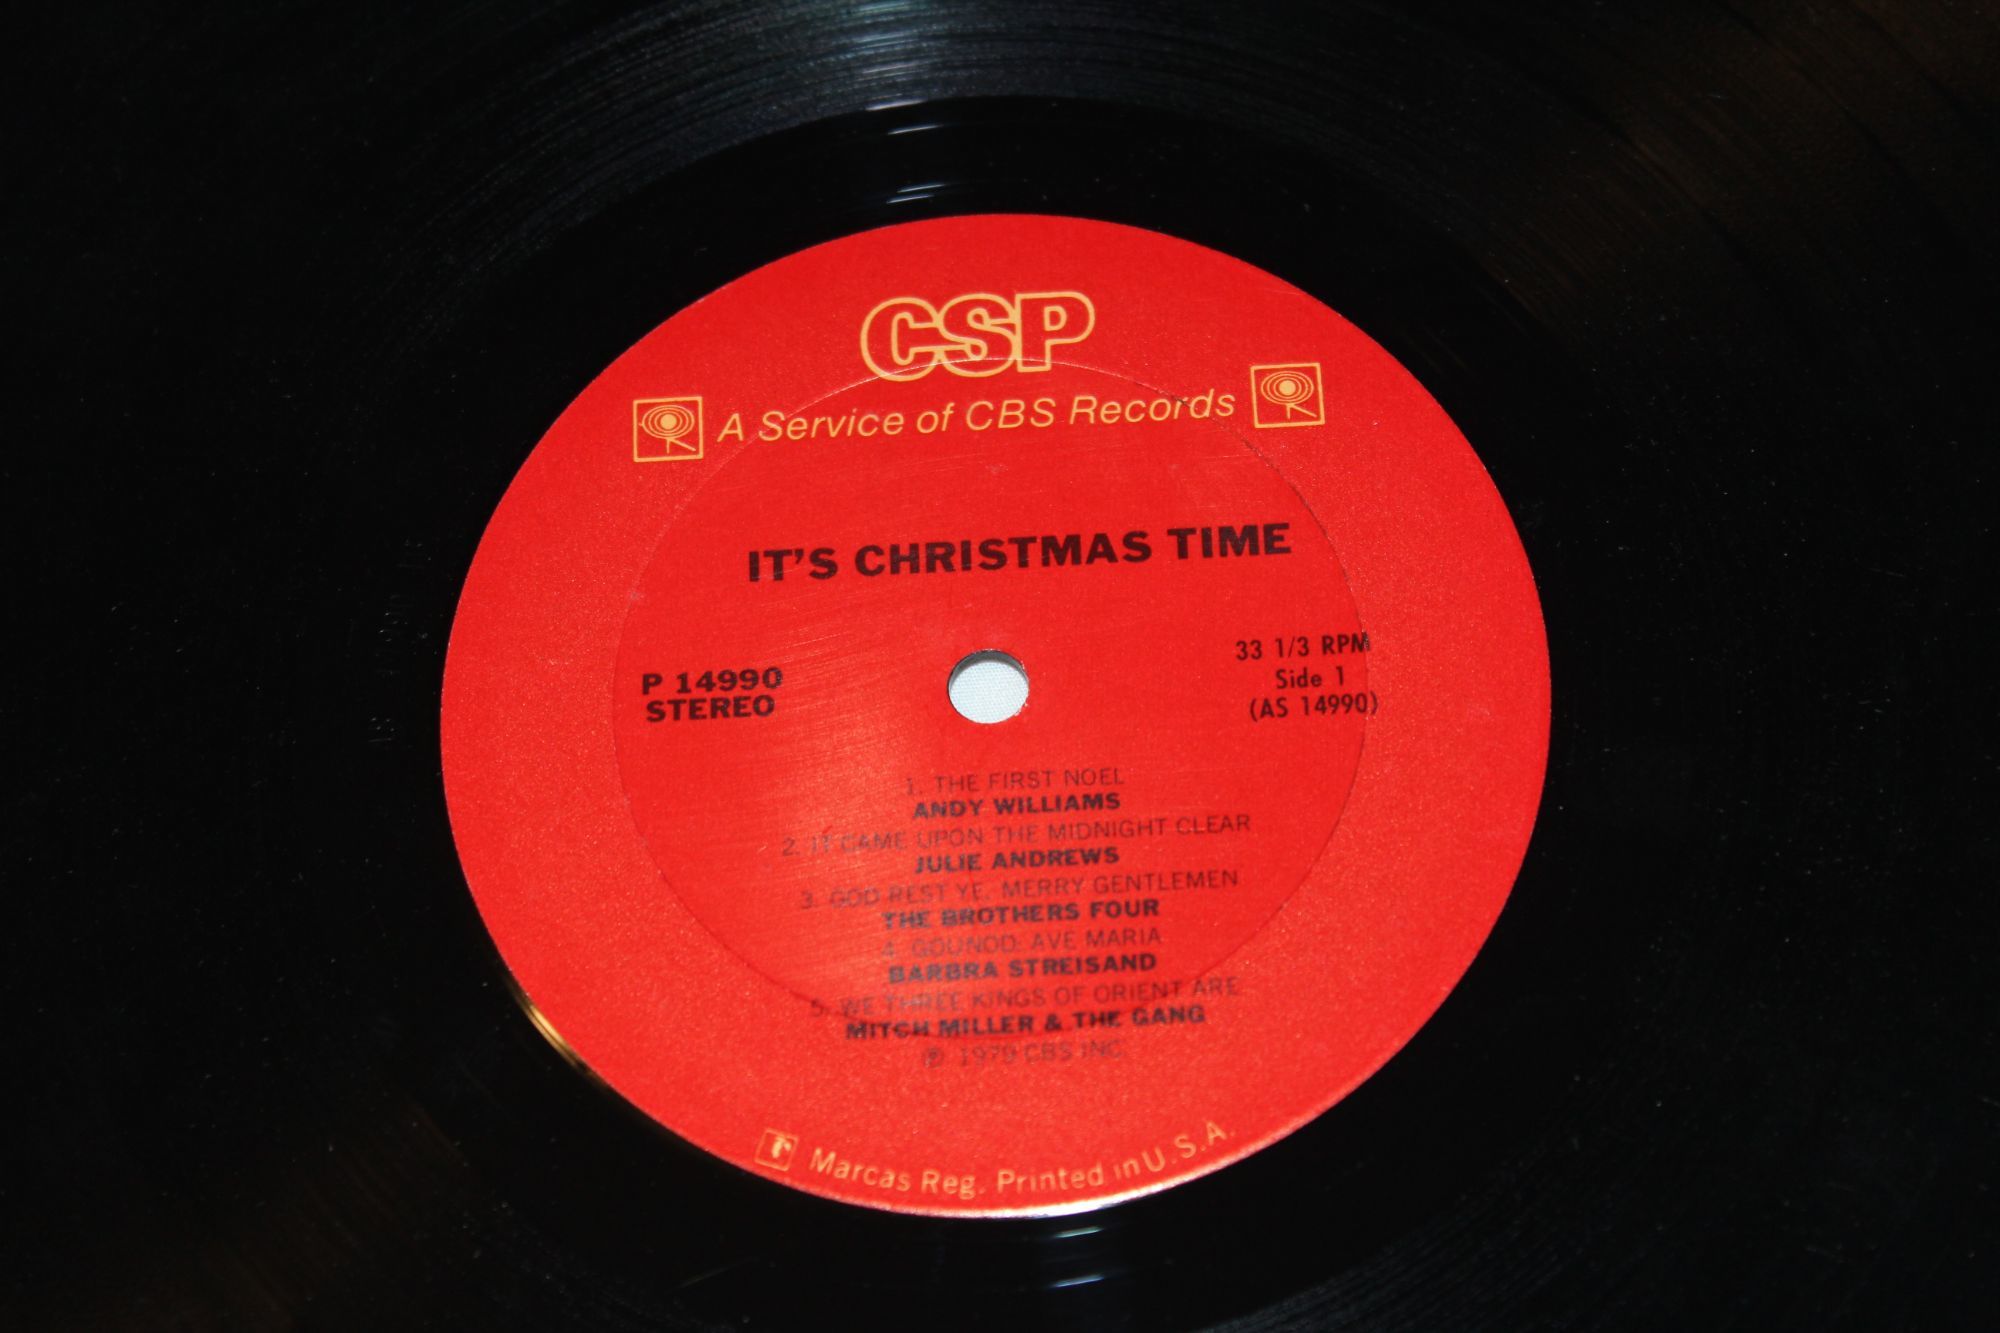 CSP
A Service of CBS Records
IT'S CHRISTMAS TIME
P 14990
STEREO
33 1/3 RPM
Side 1
(AS 14990)
1. THE FIRST NOEL
ANDY WILLIAMS
2. IT CAME UPON THE MIDNIGHT CLEAR
JULIE ANDREWS
3. GOD REST YE, MERRY GENTLEMEN
THE BROTHERS FOUR
4. GOUNOD: AVE MARIA
BARBRA STREISAND
5. WE THREE KINGS OF ORIENT ARE
MITCH MILLER & THE GANG
℗ 1979 CBS INC.
Marcas Reg. Printed in U.S.A.